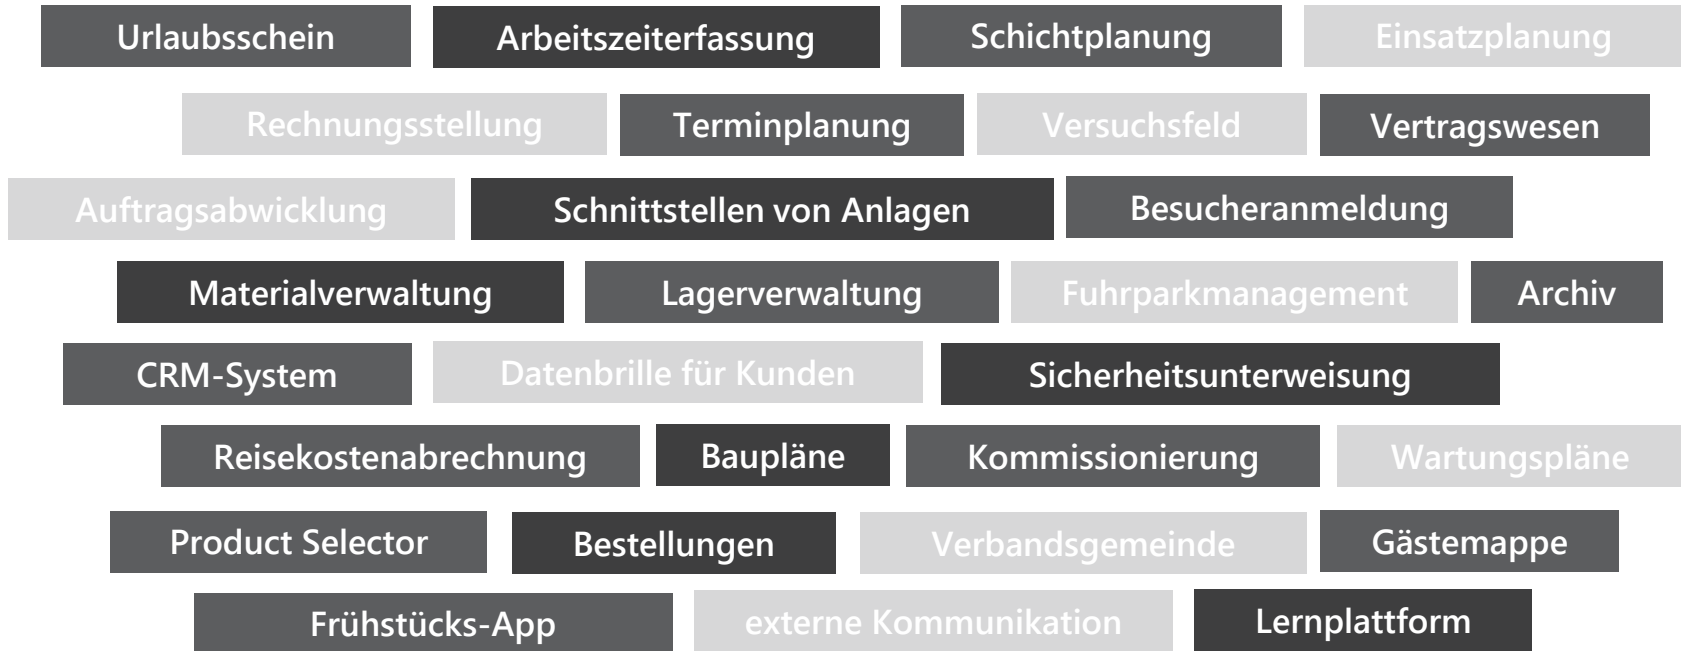 Urlaubsschein Arbeitszeiterfassung Schichtplanung Einsatzplanung
Rechnungsstellung Terminplanung Versuchsfeld Vertragswesen
Auftragsabwicklung Schnittstellen von Anlagen Besucheranmeldung
Materialverwaltung Lagerverwaltung Fuhrparkmanagement Archiv
CRM-System Datenbrille für Kunden Sicherheitsunterweisung
Reisekostenabrechnung Baupläne Kommissionierung Wartungspläne
Product Selector Bestellungen Verbandsgemeinde Gästemappe
Frühstücks-App externe Kommunikation Lernplattform